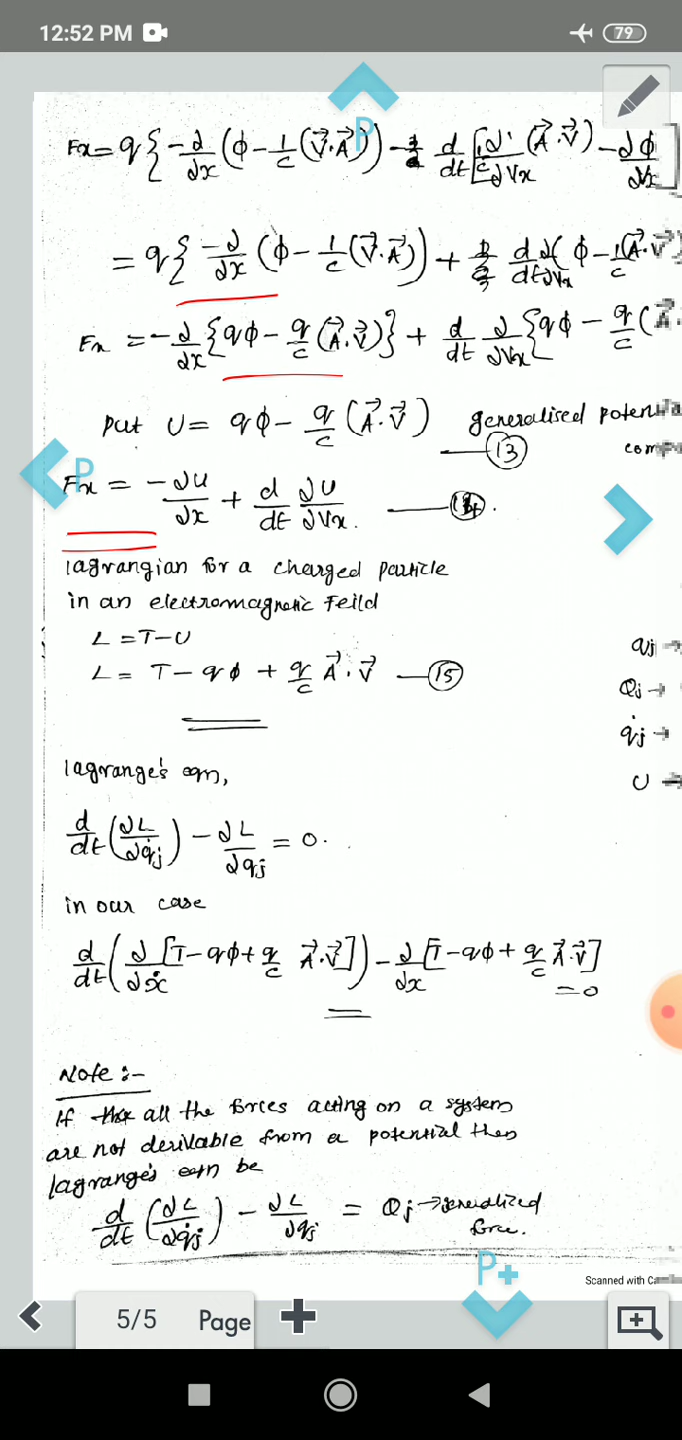 12:52 PM 79
P
Fx = q{-∂/∂x (ϕ - 1/c (V⃗.A⃗)) - d/dt [1/c ∂/∂Vx (A⃗.V⃗) - ∂ϕ/∂Vx]
= q{-∂/∂x (ϕ - 1/c (V⃗.A⃗)) + d/dt ∂/∂Vx (ϕ - 1/c (A⃗.V⃗)
Fx = -∂/∂x {qϕ - q/c (A⃗.V⃗)} + d/dt ∂/∂Vx {qϕ - q/c (A⃗.
Put U = qϕ - q/c (A⃗.V⃗) generalised potential
—(13) comp
P
Fx = -∂U/∂x + d/dt ∂U/∂Vx. —(14).
lagrangian for a charged particle
in an electromagnetic Feild
L = T-U
L = T - qϕ + q/c A⃗.V⃗ —(15)
qj →
Qj →
q̇j →
U →
lagrange's eqn,
d/dt (∂L/∂q̇j) - ∂L/∂qj = 0.
in our case
d/dt (∂/∂ẋ [T-qϕ+q/c A⃗.V⃗]) - ∂/∂x [T-qϕ+q/c A⃗.V⃗]
=0
Note :-
If all the forces acting on a system
are not derivable from a potential then
lagrange's eqn be
d/dt (∂L/∂q̇j) - ∂L/∂qj = Qj → generalized
force.
P+
Scanned with Cam
5/5 Page